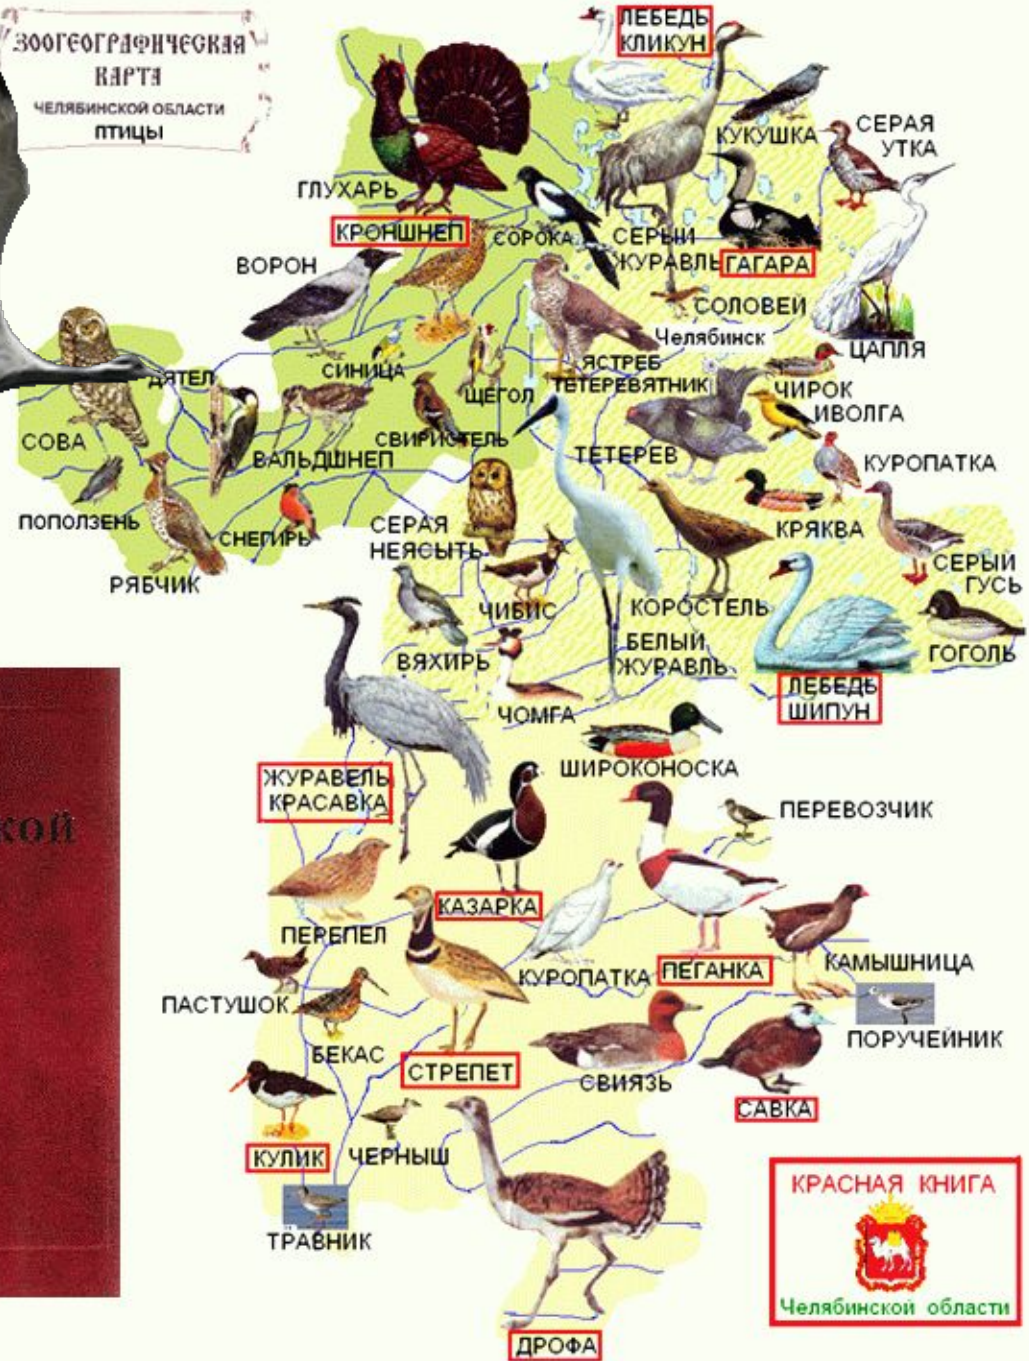 ЗООГЕОГРАФИЧЕСКАЯ
КАРТА
ЧЕЛЯБИНСКОЙ ОБЛАСТИ
ПТИЦЫ
ЛЕБЕДЬ
КЛИКУН
КУКУШКА
СЕРАЯ
УТКА
ГЛУХАРЬ
КРОНШНЕП
СОРОКА
СЕРЫЙ
ЖУРАВЛЬ
ГАГАРА
ВОРОН
СОЛОВЕЙ
Челябинск
ЦАПЛЯ
ДЯТЕЛ
СИНИЦА
ЩЕГОЛ
ЯСТРЕБ
ТЕТЕРЕВЯТНИК
ЧИРОК
ИВОЛГА
СОВА
ВАЛЬДШНЕП
СВИРИСТЕЛЬ
ТЕТЕРЕВ
КУРОПАТКА
ПОПОЛЗЕНЬ
СНЕГИРЬ
СЕРАЯ
НЕЯСЫТЬ
КРЯКВА
РЯБЧИК
СЕРЫЙ
ГУСЬ
ЧИБИС
КОРОСТЕЛЬ
ВЯХИРЬ
БЕЛЫЙ
ЖУРАВЛЬ
ГОГОЛЬ
ЧОМГА
ЛЕБЕДЬ
ШИПУН
ШИРОКОНОСКА
ЖУРАВЕЛЬ
КРАСАВКА
ПЕРЕВОЗЧИК
КОЙ
КАЗАРКА
ПЕРЕПЕЛ
КУРОПАТКА
ПЕГАНКА
КАМЫШНИЦА
ПАСТУШОК
БЕКАС
ПОРУЧЕЙНИК
СТРЕПЕТ
СВИЯЗЬ
САВКА
КУЛИК
ЧЕРНЫШ
ТРАВНИК
ДРОФА
КРАСНАЯ КНИГА
Челябинской области